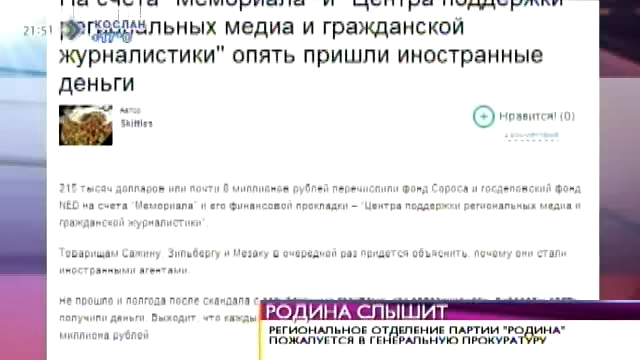 На счета "Мемориала" и "Центра поддержки
21:51 КОСЛАН
региональных медиа и гражданской
журналистики" опять пришли иностранные
деньги
Автор
Skittles
Нравится! (0)
215 тысяч долларов или почти 8 миллионов рублей перечислили фонд Сороса и госдеповский фонд
NED на счета "Мемориала" и его финансовой прокладки – "Центра поддержки региональных медиа и
гражданской журналистики".
Товарищам Сажину, Зильбергу и Мезаку в очередной раз придется объяснить, почему они стали
иностранными агентами.
не прошло и полгода после скандала с
получили деньги. Выходит, что кажды
миллиона рублей
РОДИНА СЛЫШИТ
РЕГИОНАЛЬНОЕ ОТДЕЛЕНИЕ ПАРТИИ "РОДИНА"
ПОЖАЛУЕТСЯ В ГЕНЕРАЛЬНУЮ ПРОКУРАТУРУ